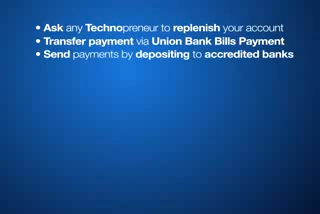 • Ask any Technopreneur to replenish your account
• Transfer payment via Union Bank Bills Payment
• Send payments by depositing to accredited banks